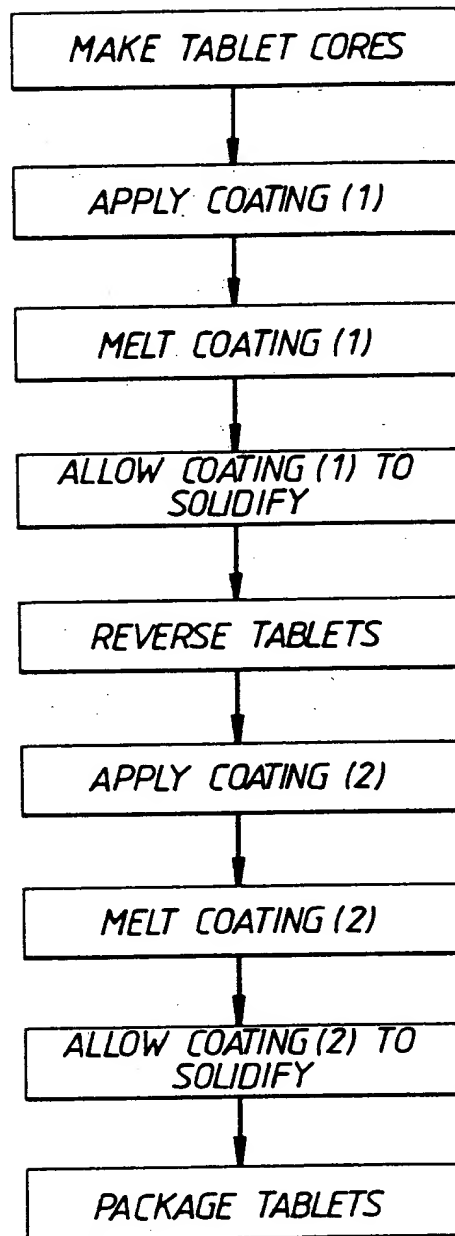 MAKE TABLET CORES
APPLY COATING (1)
MELT COATING (1)
ALLOW COATING (1) TO
SOLIDIFY
REVERSE TABLETS
APPLY COATING (2)
MELT COATING (2)
ALLOW COATING (2) TO
SOLIDIFY
PACKAGE TABLETS